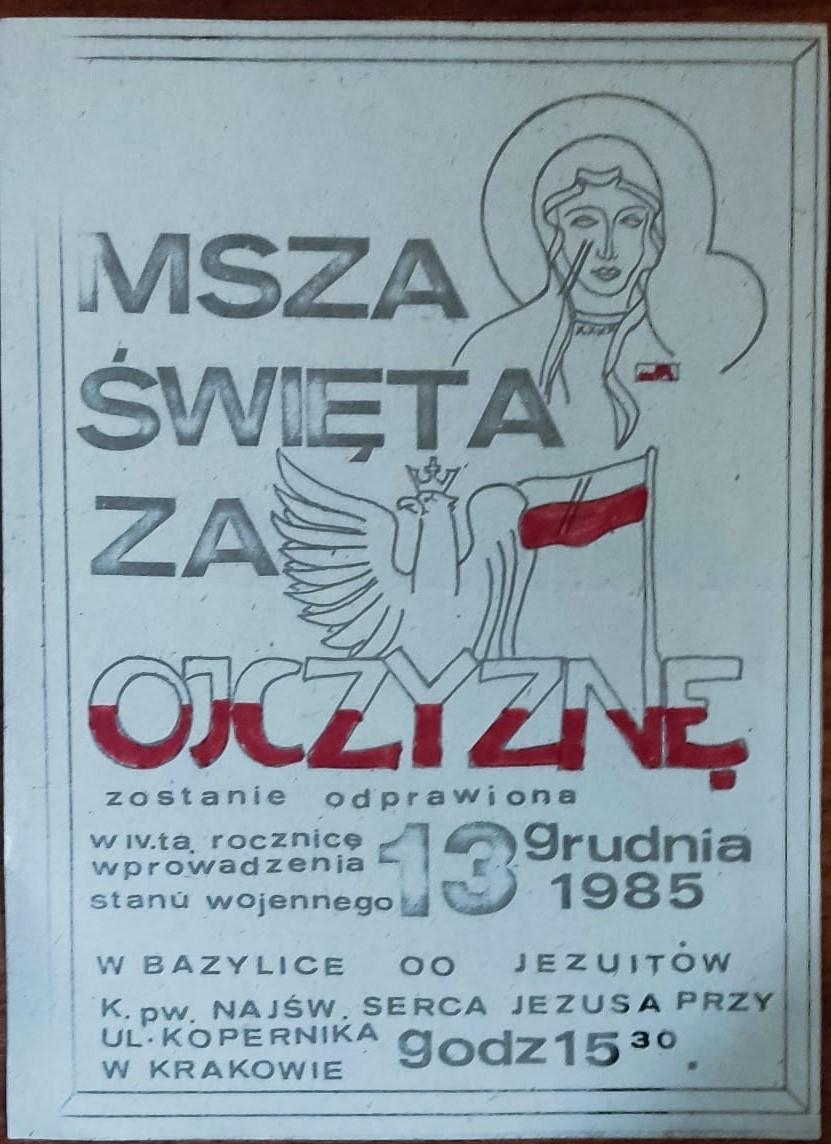 MSZA
ŚWIĘTA
ZA
OJCZYZNĘ
zostanie odprawiona
w IV.tą rocznicę
wprowadzenia
stanu wojennego
13 grudnia
1985
W BAZYLICE OO JEZUITÓW
K. pw. NAJŚW. SERCA JEZUSA PRZY
UL. KOPERNIKA
W KRAKOWIE
godz 15 30.